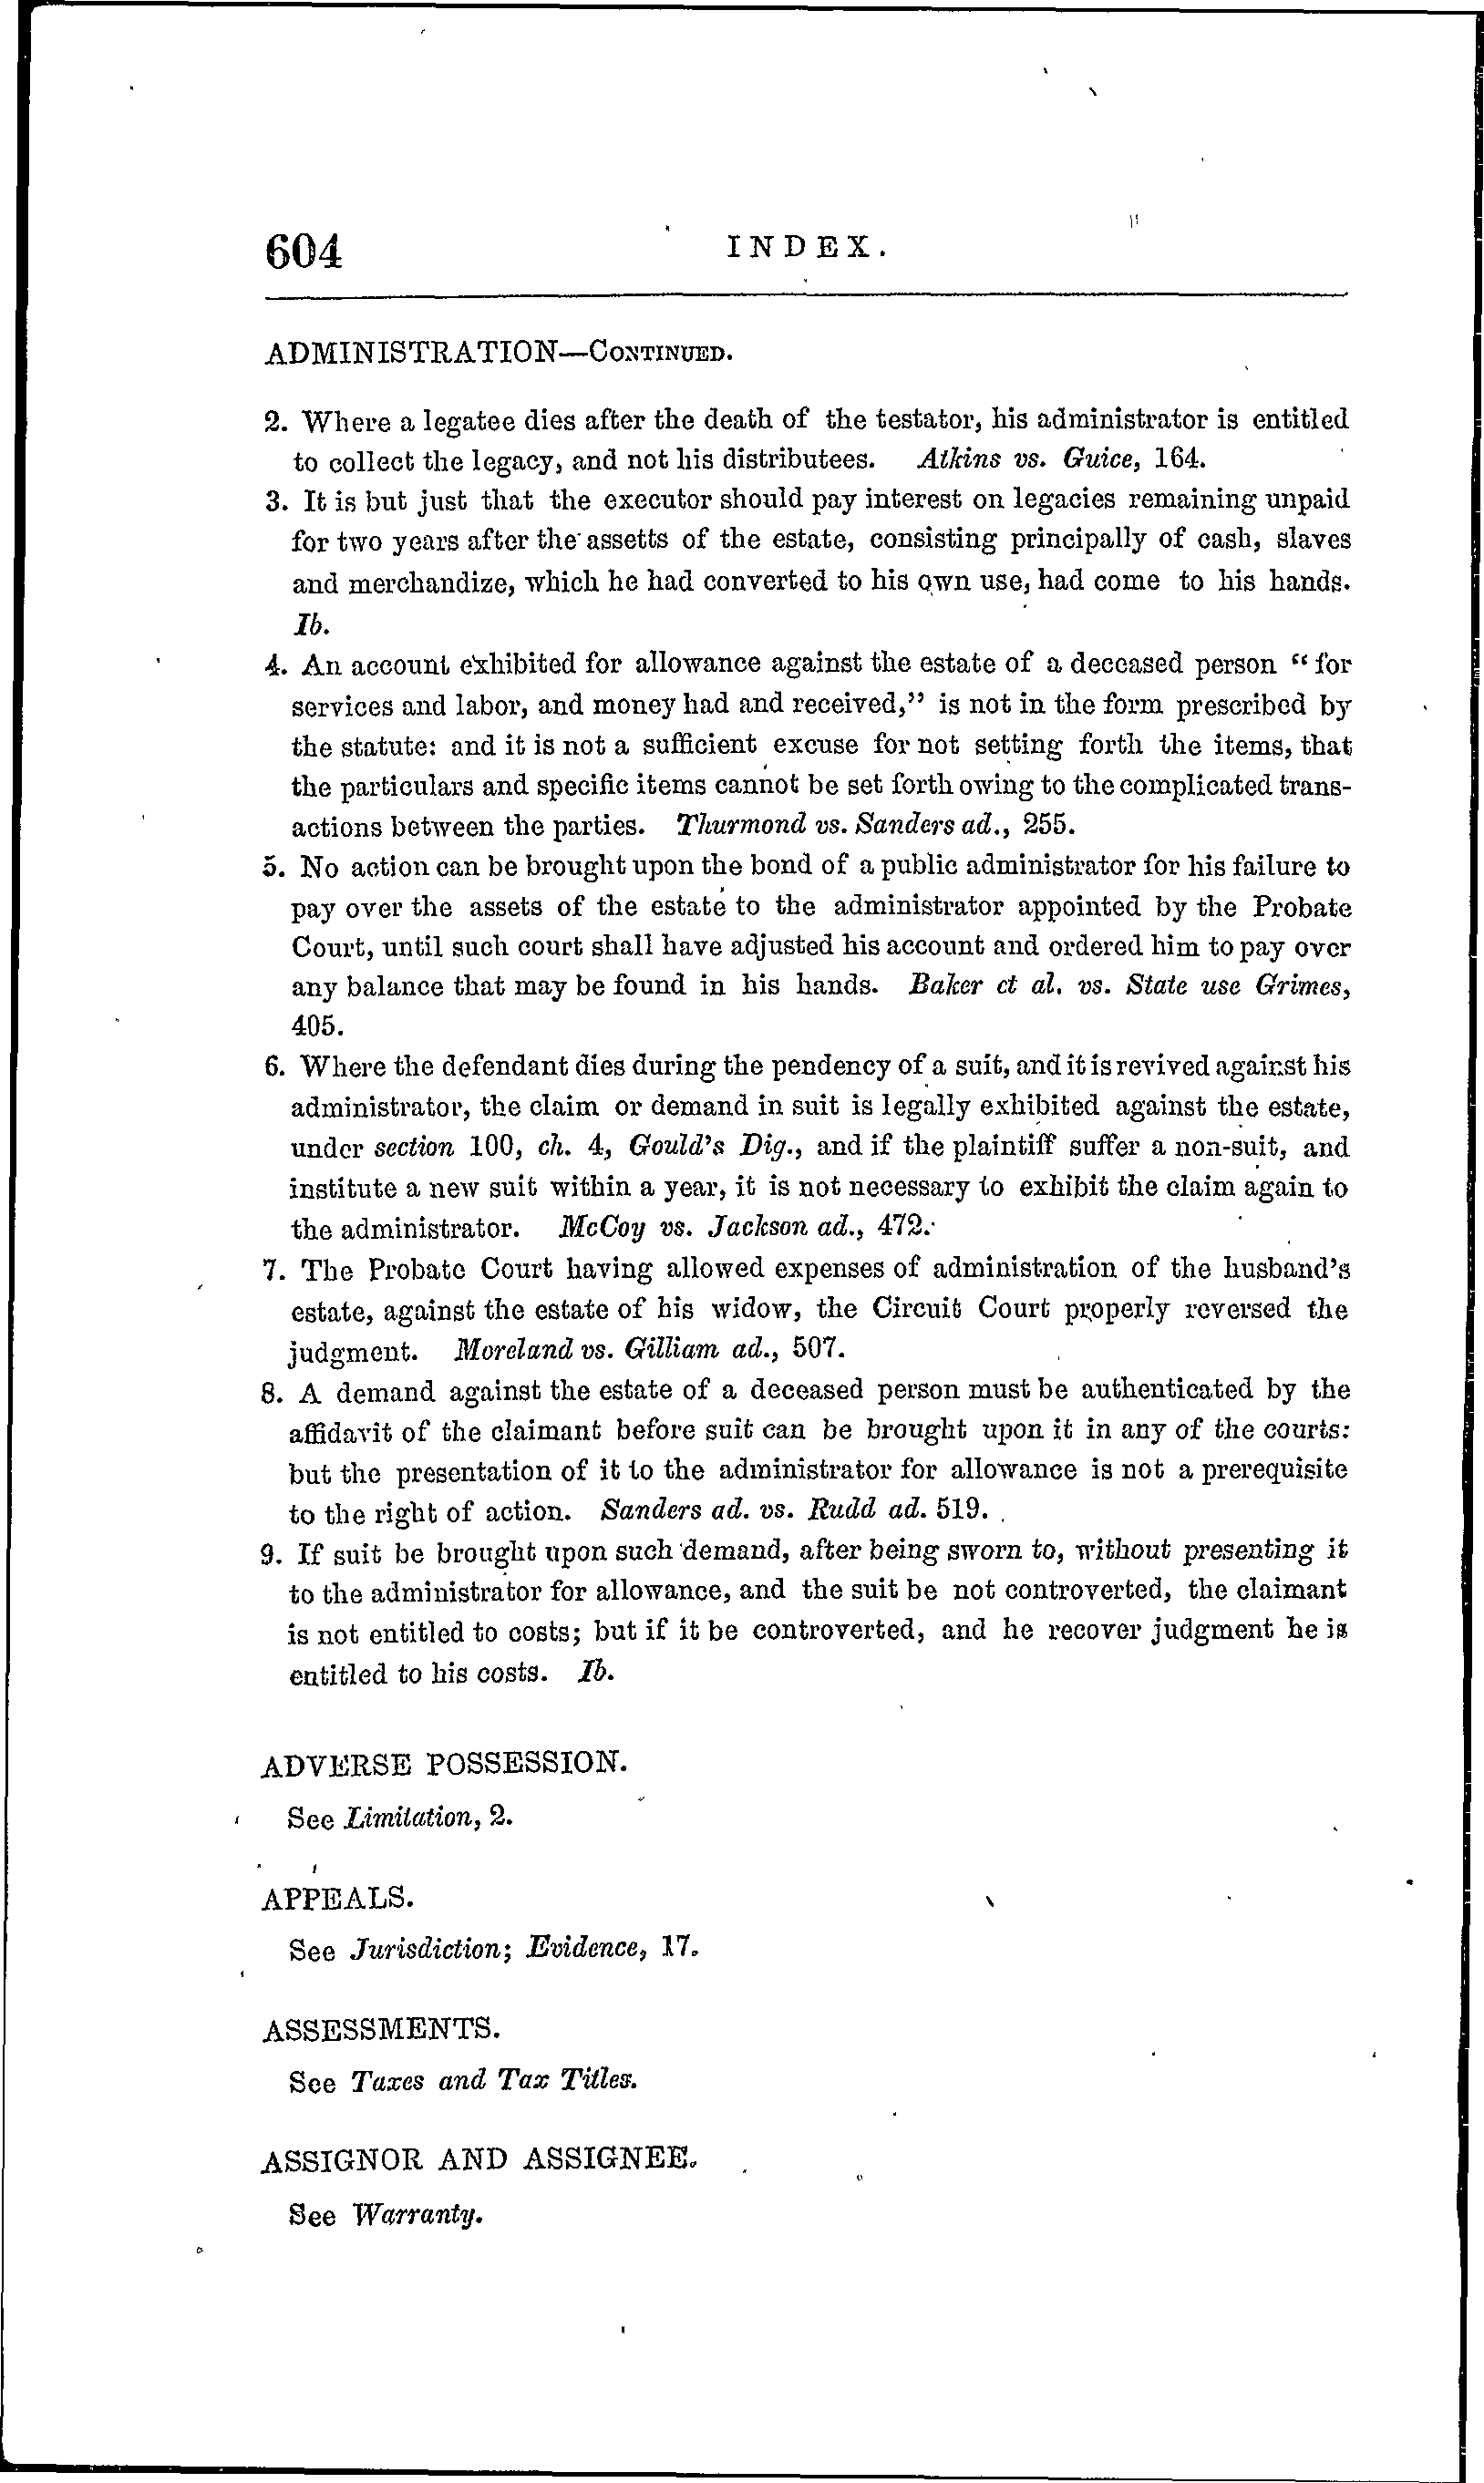 604 INDEX.
ADMINISTRATION—CONTINUED.
2. Where a legatee dies after the death of the testator, his administrator is entitled
to collect the legacy, and not his distributees. Atkins vs. Guice, 164.
3. It is but just that the executor should pay interest on legacies remaining unpaid
for two years after the assetts of the estate, consisting principally of cash, slaves
and merchandize, which he had converted to his own use, had come to his hands.
Ib.
4. An account exhibited for allowance against the estate of a deceased person "for
services and labor, and money had and received," is not in the form prescribed by
the statute: and it is not a sufficient excuse for not setting forth the items, that
the particulars and specific items cannot be set forth owing to the complicated trans-
actions between the parties. Thurmond vs. Sanders ad., 255.
5. No action can be brought upon the bond of a public administrator for his failure to
pay over the assets of the estate to the administrator appointed by the Probate
Court, until such court shall have adjusted his account and ordered him to pay over
any balance that may be found in his hands. Baker et al. vs. State use Grimes,
405.
6. Where the defendant dies during the pendency of a suit, and it is revived against his
administrator, the claim or demand in suit is legally exhibited against the estate,
under section 100, ch. 4, Gould's Dig., and if the plaintiff suffer a non-suit, and
institute a new suit within a year, it is not necessary to exhibit the claim again to
the administrator. McCoy vs. Jackson ad., 472.
7. The Probate Court having allowed expenses of administration of the husband's
estate, against the estate of his widow, the Circuit Court properly reversed the
judgment. Moreland vs. Gilliam ad., 507.
8. A demand against the estate of a deceased person must be authenticated by the
affidavit of the claimant before suit can be brought upon it in any of the courts:
but the presentation of it to the administrator for allowance is not a prerequisite
to the right of action. Sanders ad. vs. Rudd ad. 519.
9. If suit be brought upon such demand, after being sworn to, without presenting it
to the administrator for allowance, and the suit be not controverted, the claimant
is not entitled to costs; but if it be controverted, and he recover judgment he is
entitled to his costs. Ib.
ADVERSE POSSESSION.
See Limitation, 2.
APPEALS.
See Jurisdiction; Evidence, 17.
ASSESSMENTS.
See Taxes and Tax Titles.
ASSIGNOR AND ASSIGNEE.
See Warranty.